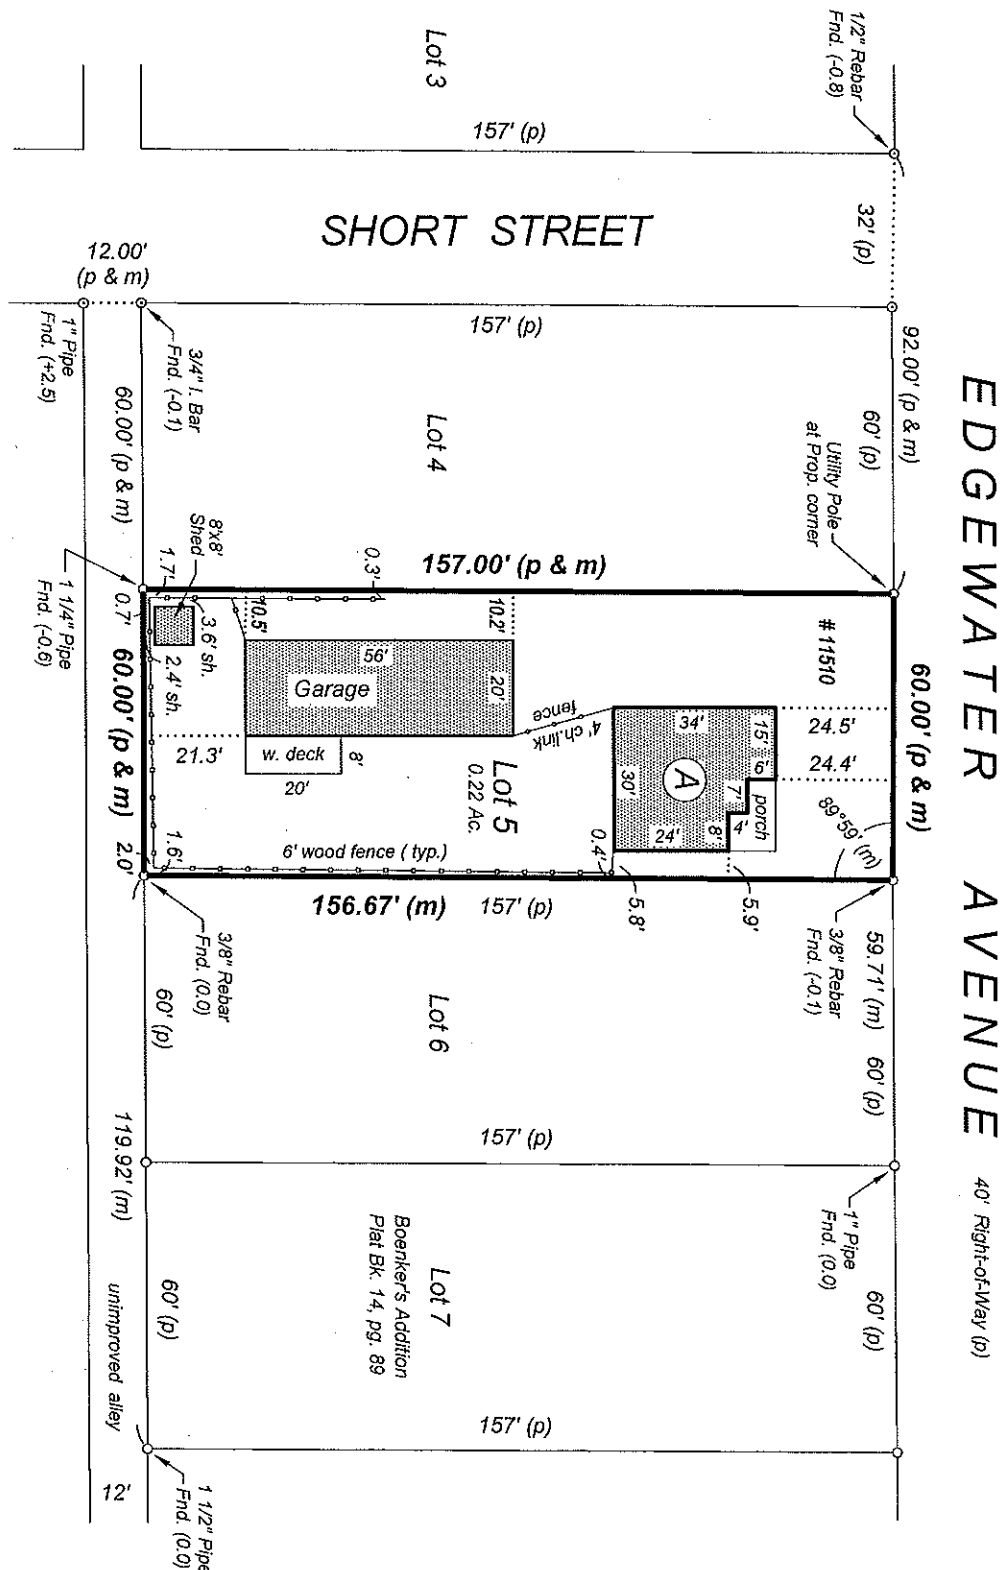 EDGEWATER AVENUE
40' Right-of-Way (p)
1/2" Rebar
Fnd. (-0.8)
32' (p)
92.00' (p & m)
60' (p)
Utility Pole
at Prop. corner
60.00' (p & m)
89°59' (m)
3/8" Rebar
Fnd. (-0.1)
59.71' (m)
60' (p)
1" Pipe
Fnd. (0.0)
60' (p)
Lot 3
157' (p)
SHORT STREET
157' (p)
Lot 4
157.00' (p & m)
#11510
24.5'
24.4'
15'
6'
34'
A
7'
porch
4'
30'
24'
8'
5.9'
5.8'
0.4'
4' ch.link
fence
10.2'
10.5'
0.3'
56'
20'
Garage
w. deck
8'
20'
21.3'
Lot 5
0.22 Ac.
6' wood fence ( typ.)
8'x8'
Shed
1.7'
3.6' sh.
2.4' sh.
0.7'
1.6'
2.0'
60.00' (p & m)
156.67' (m)
157' (p)
Lot 6
157' (p)
Lot 7
Boenker's Addition
Plat Bk. 14, pg. 89
157' (p)
12.00'
(p & m)
1" Pipe
Fnd. (+2.5)
3/4" I. Bar
Fnd. (-0.1)
60.00' (p & m)
1 1/4" Pipe
Fnd. (-0.6)
3/8" Rebar
Fnd. (0.0)
60' (p)
119.92' (m)
60' (p)
unimproved alley
12'
1 1/2" Pipe
Fnd. (0.0)